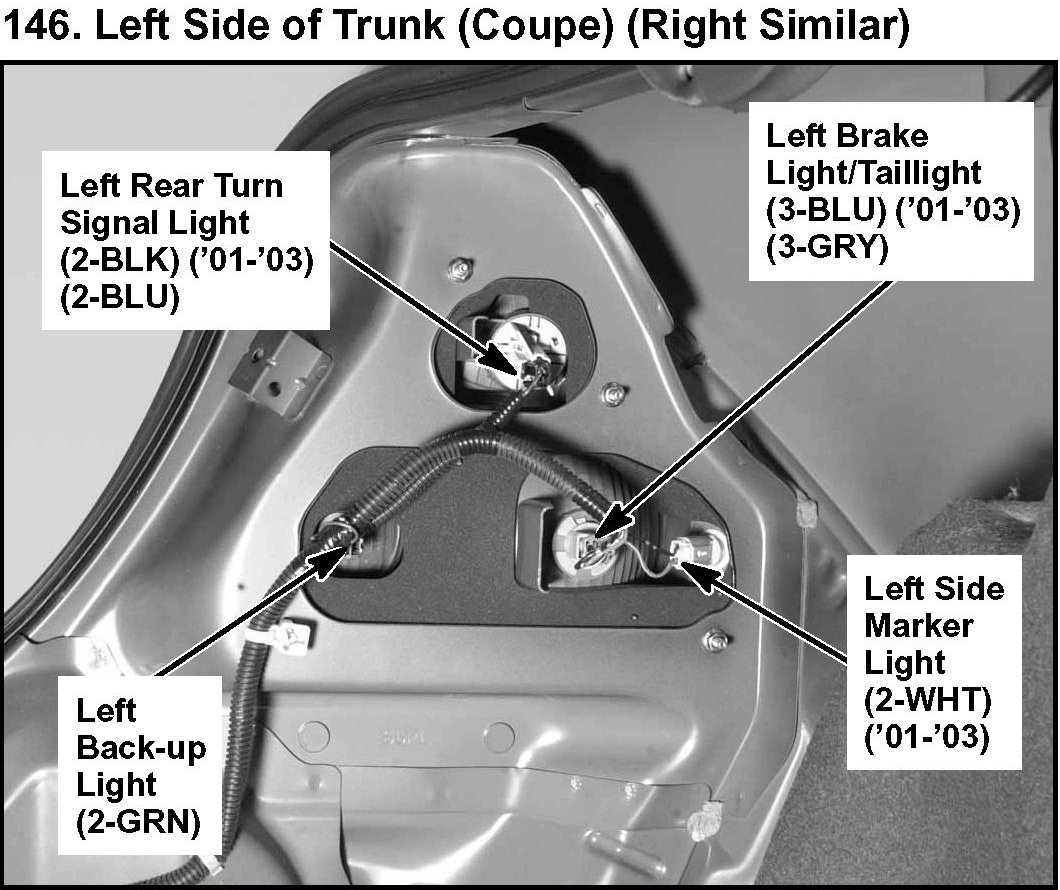 146. Left Side of Trunk (Coupe) (Right Similar)
Left Rear Turn
Signal Light
(2-BLK) (’01-’03)
(2-BLU)
Left Brake
Light/Taillight
(3-BLU) (’01-’03)
(3-GRY)
Left
Back-up
Light
(2-GRN)
Left Side
Marker
Light
(2-WHT)
(’01-’03)